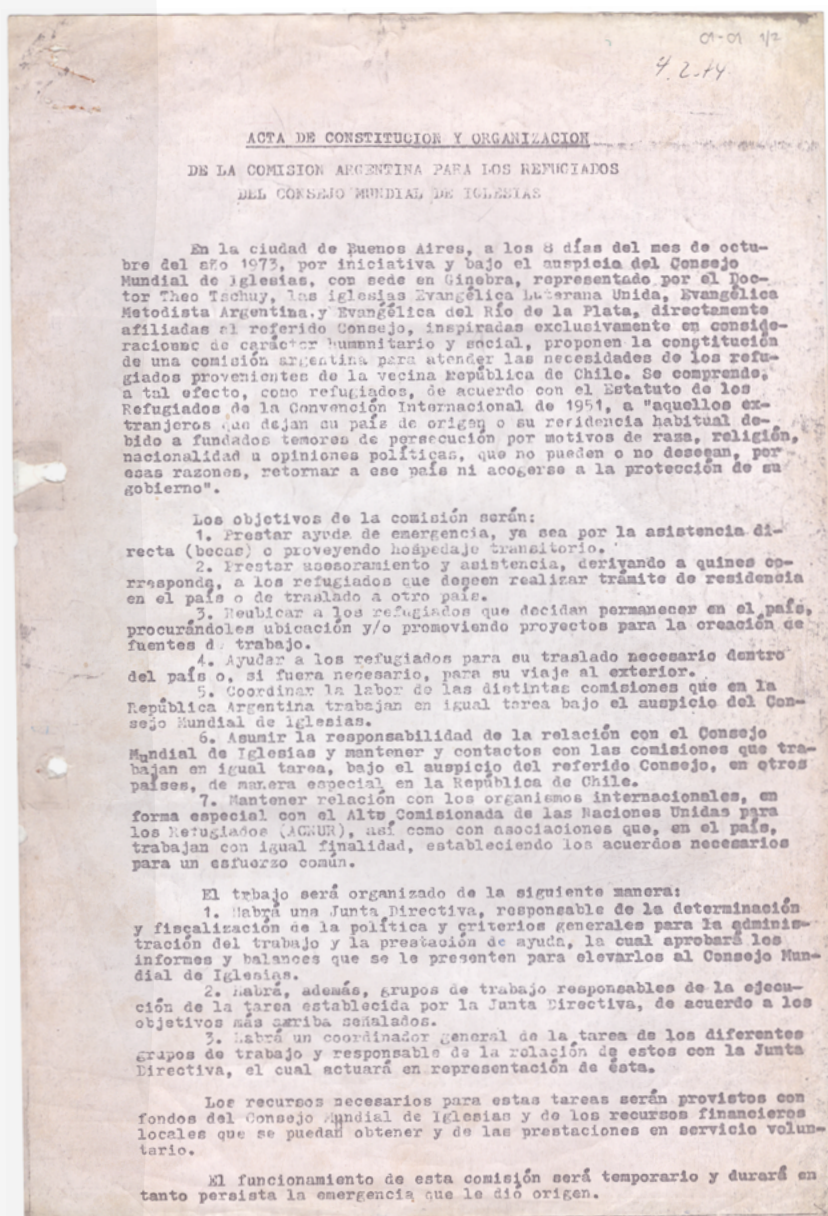 01-01 1/2
4.2.74
ACTA DE CONSTITUCION Y ORGANIZACION
DE LA COMISION ARGENTINA PARA LOS REFUGIADOS
DEL CONSEJO MUNDIAL DE IGLESIAS
En la ciudad de Buenos Aires, a los 8 días del mes de octu-
bre del año 1973, por iniciativa y bajo el auspicio del Consejo
Mundial de Iglesias, con sede en Ginebra, representado por el Doc-
tor Theo Tschuy, las iglesias Evangélica Luterana Unida, Evangélica
Metodista Argentina,y Evangélica del Río de la Plata, directamente
afiliadas al referido Consejo, inspiradas exclusivamente en conside-
racionec de carácter humanitario y social, proponen la constitución
de una comisión argentina para atender las necesidades de los refu-
giados provenientes de la vecina República de Chile. Se comprende,
a tal efecto, como refugiados, de acuerdo con el Estatuto de los
Refugiados de la Convención Internacional de 1951, a "aquellos ex-
tranjeros que dejan su país de origen o su residencia habitual de-
bido a fundados temores de persecución por motivos de raza, religión,
nacionalidad u opiniones políticas, que no pueden o no desean, por
esas razones, retornar a ese país ni acogerse a la protección de su
gobierno".
Los objetivos de la comisión serán:
1. Prestar ayuda de emergencia, ya sea por la asistencia di-
recta (becas) o proveyendo hospedaje transitorio.
2. Prestar asesoramiento y asistencia, derivando a quines co-
rresponda, a los refugiados que deseen realizar trámite de residencia
en el país o de traslado a otro país.
3. Reubicar a los refugiados que decidan permanecer en el país,
procurándoles ubicación y/o promoviendo proyectos para la creación de
fuentes de trabajo.
4. Ayudar a los refugiados para su traslado necesario dentro
del país o, si fuera necesario, para su viaje al exterior.
5. Coordinar la labor de las distintas comisiones que en la
República Argentina trabajan en igual tarea bajo el auspicio del Con-
sejo Mundial de Iglesias.
6. Asumir la responsabilidad de la relación con el Consejo
Mundial de Iglesias y mantener y contactos con las comisiones que tra-
bajan en igual tarea, bajo el auspicio del referido Consejo, en otros
países, de manera especial en la República de Chile.
7. Mantener relación con los organismos internacionales, en
forma especial con el Alto Comisionada de las Naciones Unidas para
los Refugiados (ACNUR), así como con asociaciones que, en el país,
trabajan con igual finalidad, estableciendo los acuerdos necesarios
para un esfuerzo común.
El trbajo será organizado de la siguiente manera:
1. Habrá una Junta Directiva, responsable de la determinación
y fiscalización de la política y criterios generales para la adminis-
tración del trabajo y la prestación de ayuda, la cual aprobará los
informes y balances que se le presenten para elevarlos al Consejo Mun-
dial de Iglesias.
2. Habrá, además, grupos de trabajo responsables de la ejecu-
ción de la tarea establecida por la Junta Directiva, de acuerdo a los
objetivos más arriba señalados.
3. Habrá un coordinador general de la tarea de los diferentes
grupos de trabajo y responsable de la relación de estos con la Junta
Directiva, el cual actuará en representación de ésta.
Los recursos necesarios para estas tareas serán provistos con
fondos del Consejo Mundial de Iglesias y de los recursos financieros
locales que se puedan obtener y de las prestaciones en servicio volun-
tario.
El funcionamiento de esta comisión será temporario y durará en
tanto persista la emergencia que le dió origen.